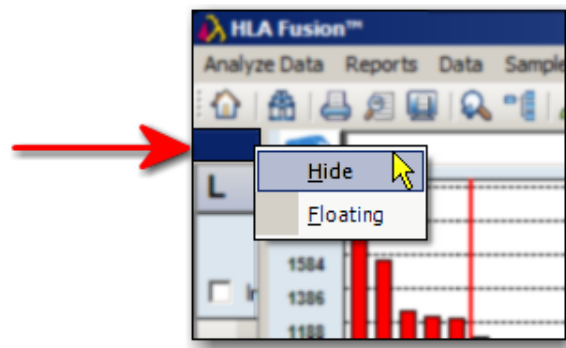 HLA Fusion™
Analyze Data Reports Data Sample
L
Hide
Floating
1584
1386
1188